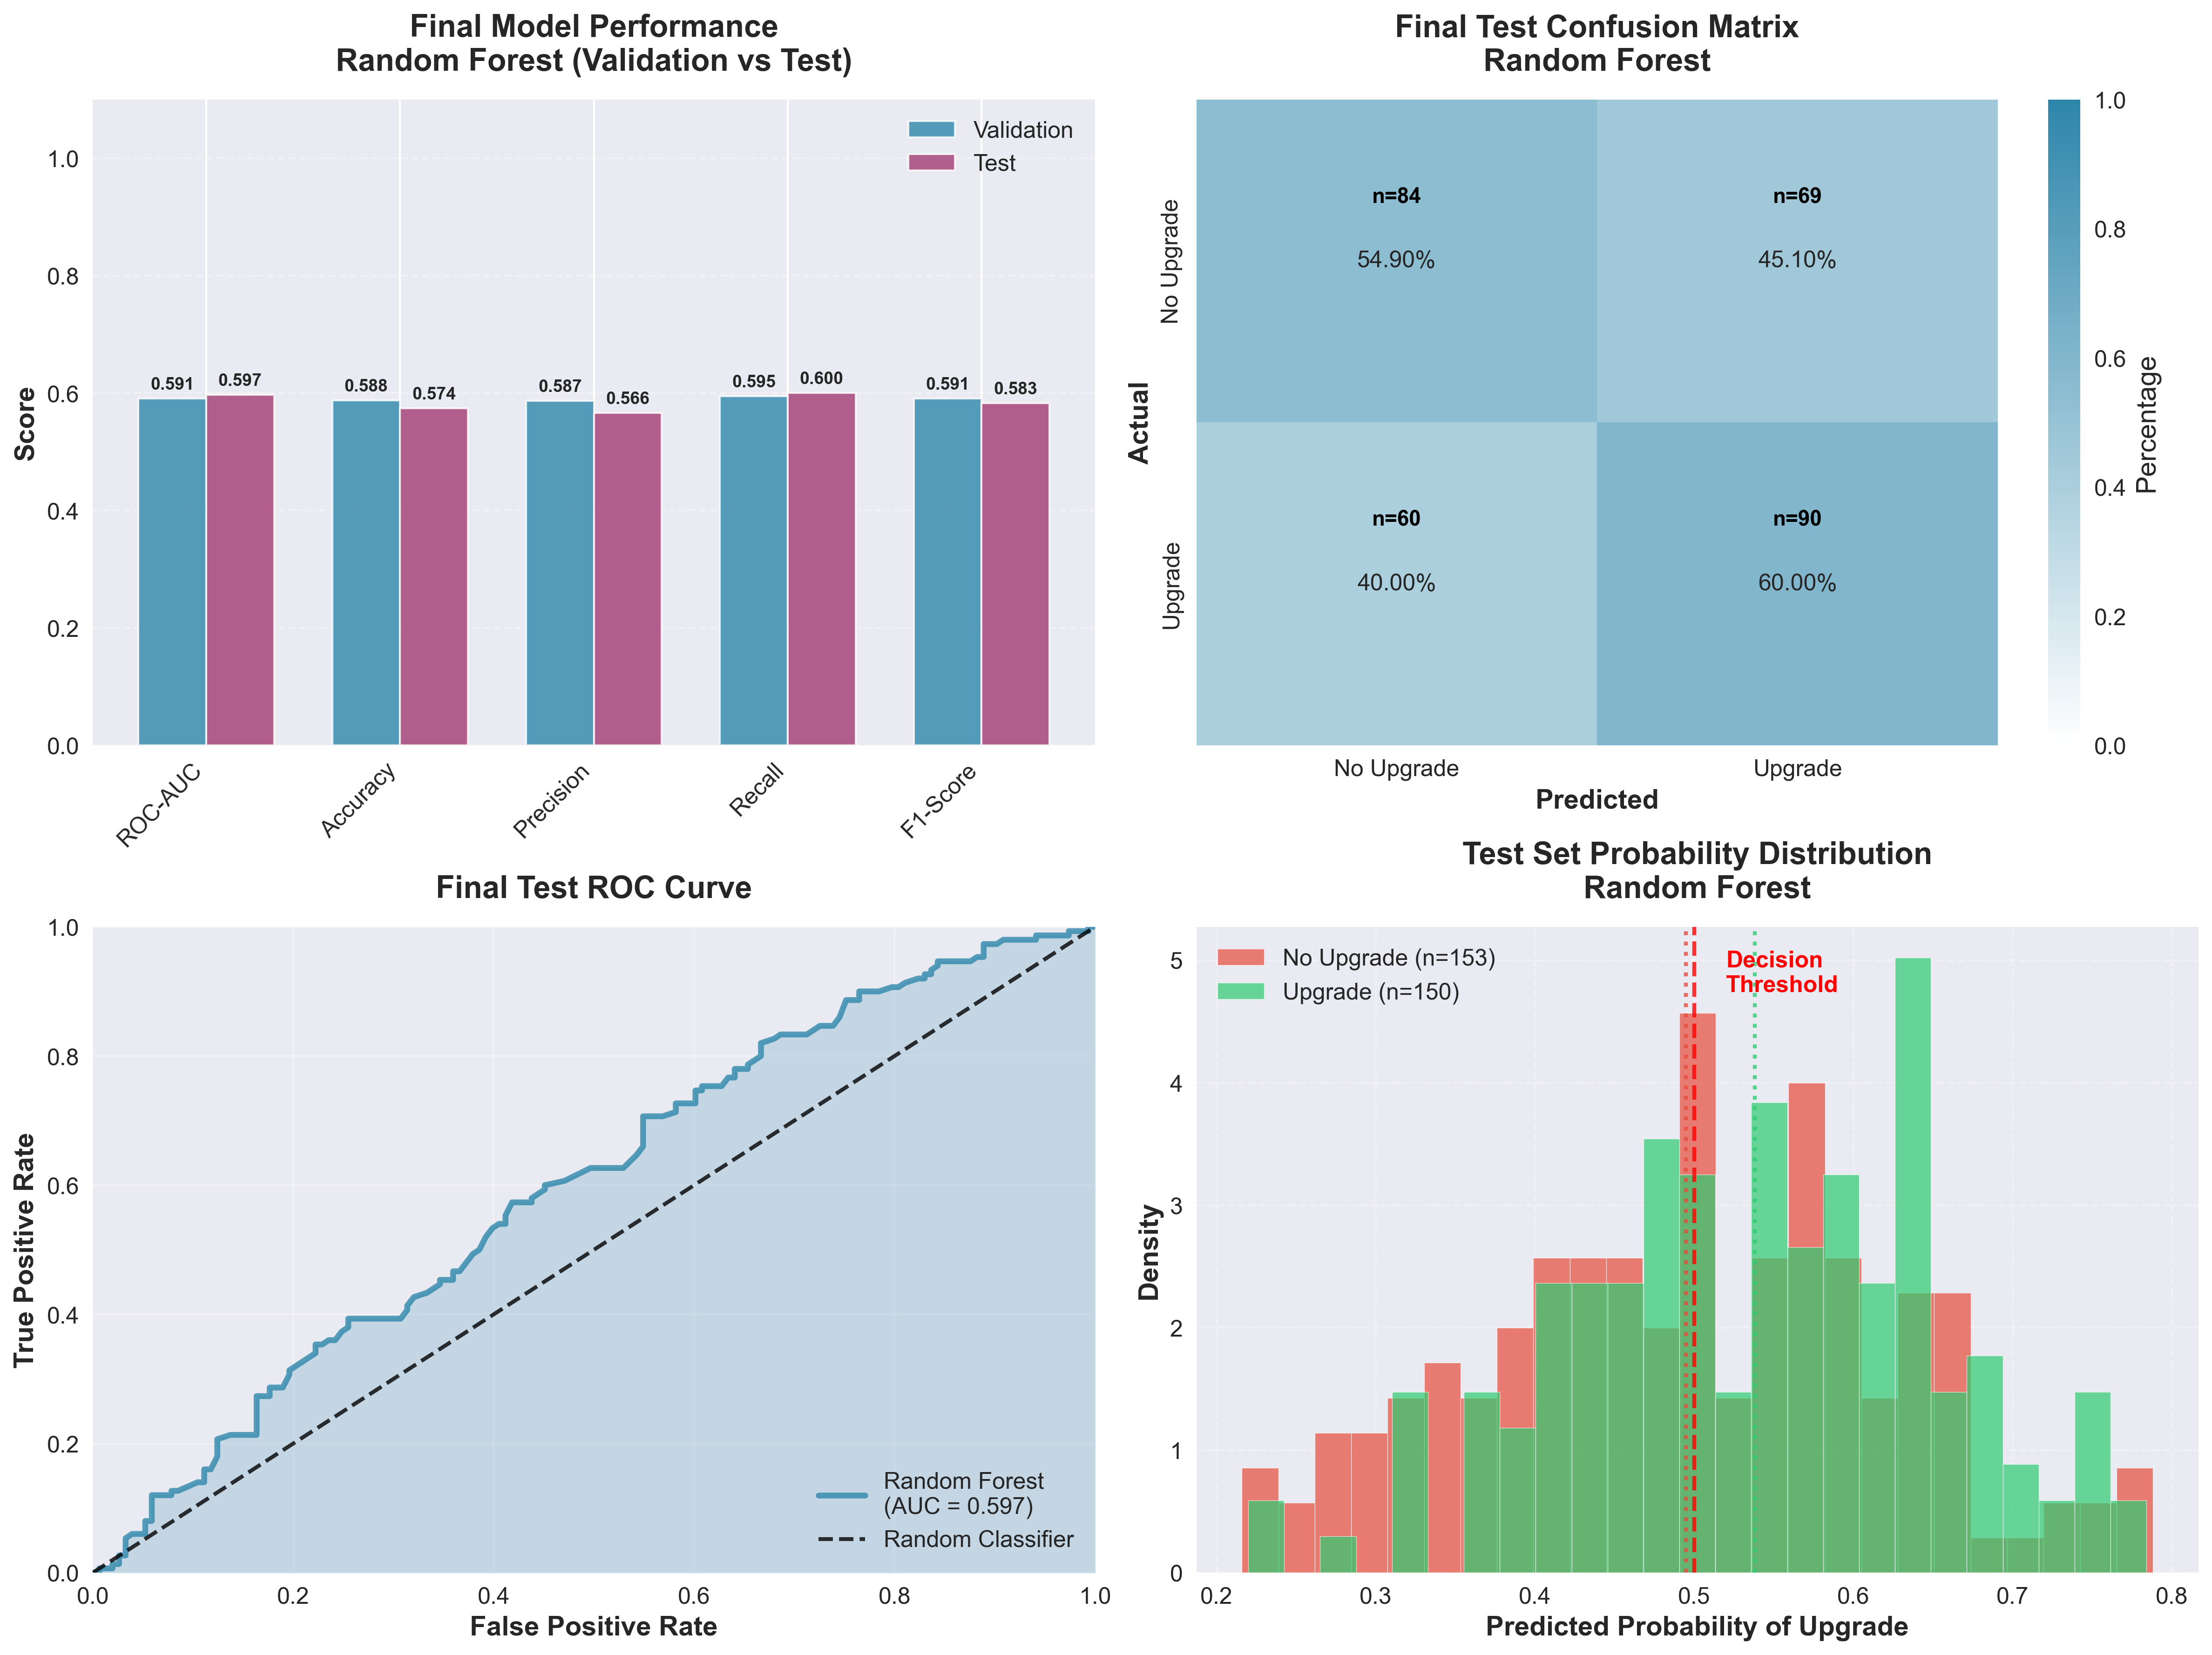 Final Model Performance
Random Forest (Validation vs Test)
Validation
Test
1.0
0.8
0.6
0.4
0.2
0.0
Score
0.591
0.597
0.588
0.574
0.587
0.566
0.595
0.600
0.591
0.583
ROC-AUC
Accuracy
Precision
Recall
F1-Score
Final Test Confusion Matrix
Random Forest
No Upgrade
Upgrade
Actual
n=84
54.90%
n=69
45.10%
n=60
40.00%
n=90
60.00%
No Upgrade
Upgrade
Predicted
1.0
0.8
0.6
0.4
0.2
0.0
Percentage
Final Test ROC Curve
1.0
0.8
0.6
0.4
0.2
0.0
True Positive Rate
Random Forest
(AUC = 0.597)
Random Classifier
0.0
0.2
0.4
0.6
0.8
1.0
False Positive Rate
Test Set Probability Distribution
Random Forest
No Upgrade (n=153)
Upgrade (n=150)
Decision
Threshold
5
4
3
2
1
0
Density
0.2
0.3
0.4
0.5
0.6
0.7
0.8
Predicted Probability of Upgrade